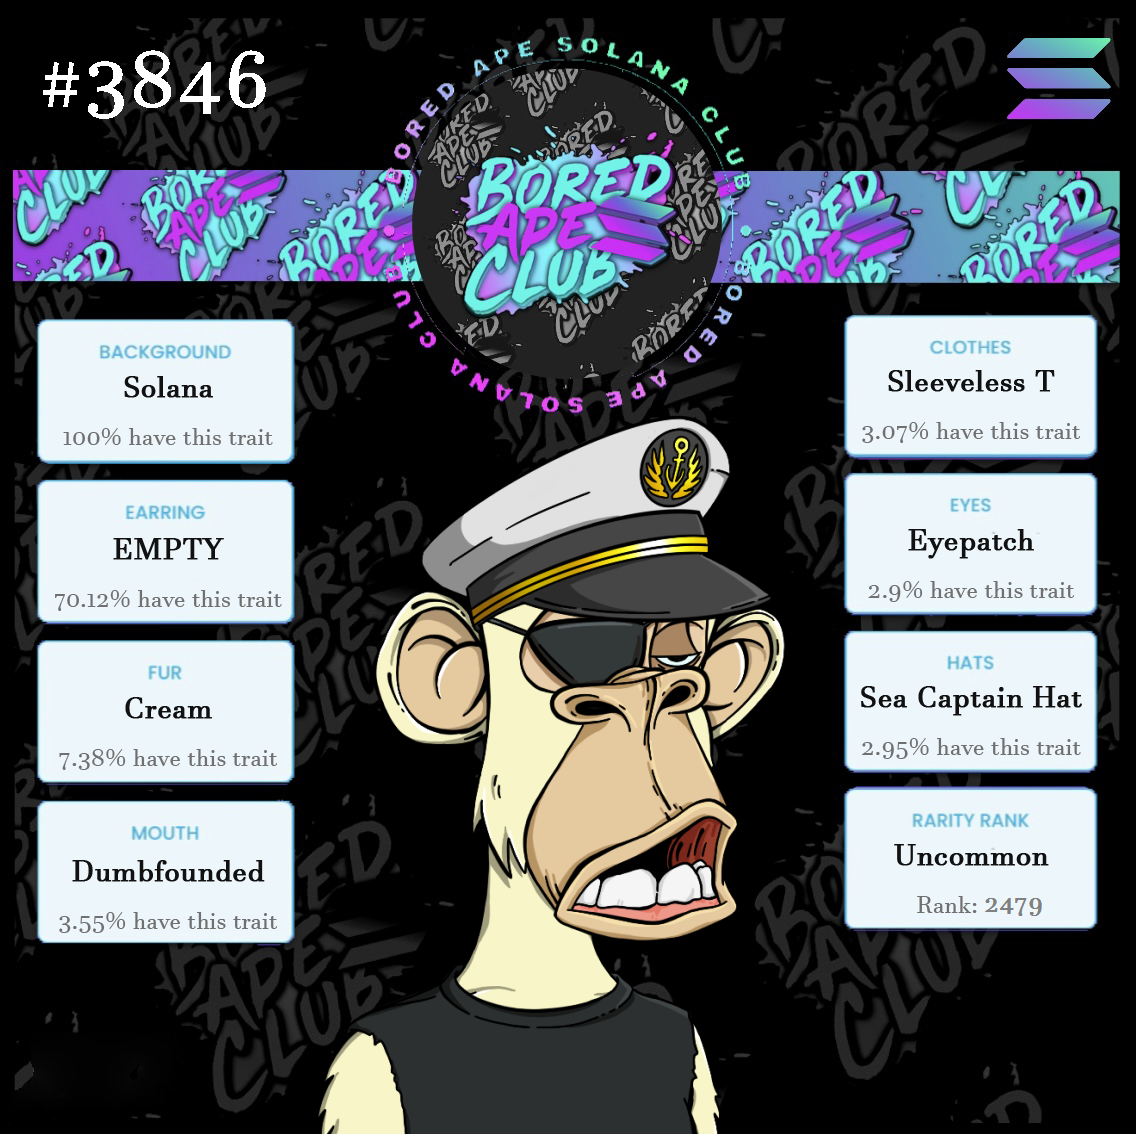 #3846
BORED APE SOLANA CLUB
BORED
APE
CLUB
BORED APE SOLANA CLUB
BACKGROUND
Solana
100% have this trait
EARRING
EMPTY
70.12% have this trait
FUR
Cream
7.38% have this trait
MOUTH
Dumbfounded
3.55% have this trait
CLOTHES
Sleeveless T
3.07% have this trait
EYES
Eyepatch
2.9% have this trait
HATS
Sea Captain Hat
2.95% have this trait
RARITY RANK
Uncommon
Rank: 2479